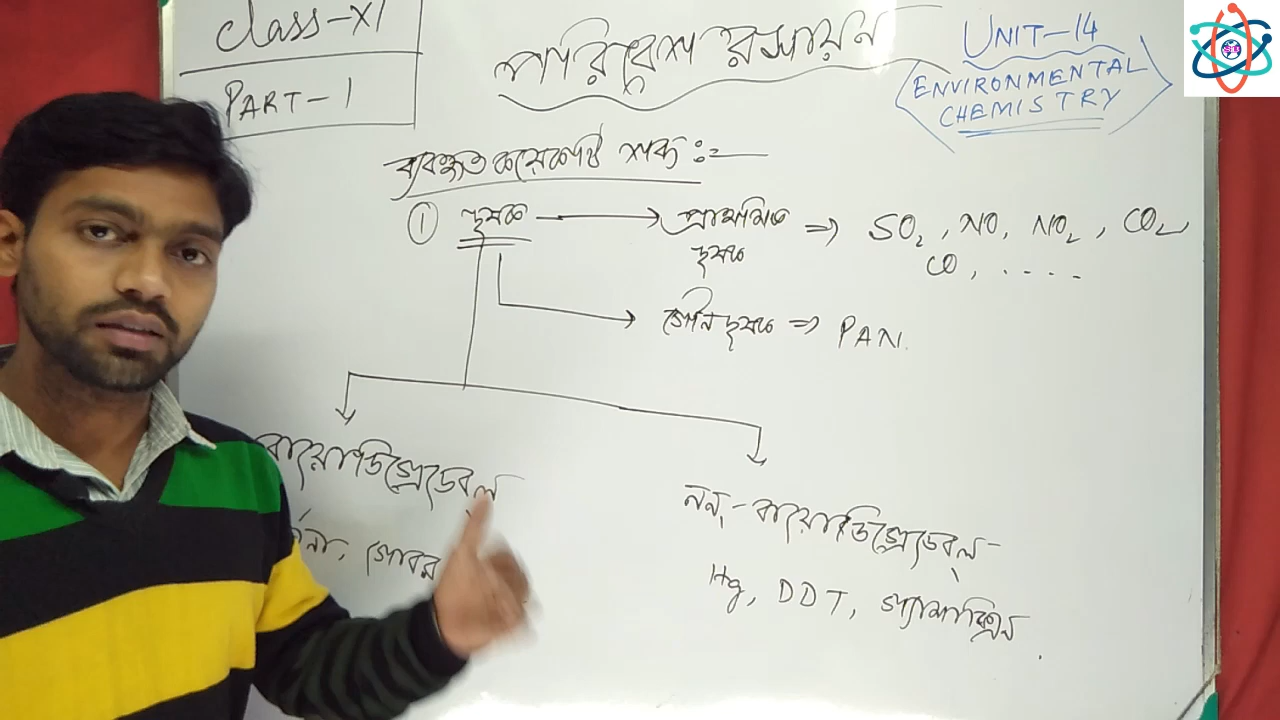 Class-XI
PART-1
পরিবেশ রসায়ন
UNIT-14
ENVIRONMENTAL
CHEMISTRY
ব্যবহৃত কয়েকটি শব্দ :-
① দূষক → প্রাথমিক দূষক ⇒ SO₂, NO, NO₂, CO₂
CO, .....
গৌন দূষক ⇒ PAN.
বায়োডিগ্রেডেবল্
গোবর
নন্-বায়োডিগ্রেডেবল্
Hg, DDT, গ্যামাক্সিন.